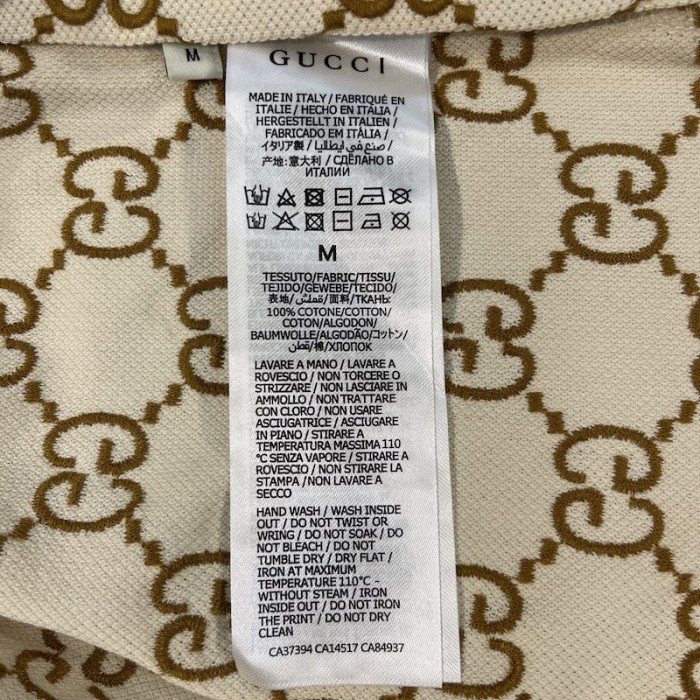 M
GUCCI
MADE IN ITALY / FABRIQUÉ EN
ITALIE / HECHO EN ITALIA /
HERGESTELLT IN ITALIEN /
FABRICADO EM ITÁLIA /
イタリア製 / صنع في ايطاليا /
产地:意大利 / СДЕЛАНО В
ИТАЛИИ
M
TESSUTO/FABRIC/TISSU/
TEJIDO/GEWEBE/TECIDO/
表地/قماش/面料/ТКАНЬ:
100% COTONE/COTTON/
COTON/ALGODON/
BAUMWOLLE/ALGODÃO/コットン/
قطن/棉/ХЛОПОК
LAVARE A MANO / LAVARE A
ROVESCIO / NON TORCERE O
STRIZZARE / NON LASCIARE IN
AMMOLLO / NON TRATTARE
CON CLORO / NON USARE
ASCIUGATRICE / ASCIUGARE
IN PIANO / STIRARE A
TEMPERATURA MASSIMA 110
°C SENZA VAPORE / STIRARE A
ROVESCIO / NON STIRARE LA
STAMPA / NON LAVARE A
SECCO
HAND WASH / WASH INSIDE
OUT / DO NOT TWIST OR
WRING / DO NOT SOAK / DO
NOT BLEACH / DO NOT
TUMBLE DRY / DRY FLAT /
IRON AT MAXIMUM
TEMPERATURE 110°C -
WITHOUT STEAM / IRON
INSIDE OUT / DO NOT IRON
THE PRINT / DO NOT DRY
CLEAN
CA37394 CA14517 CA84937